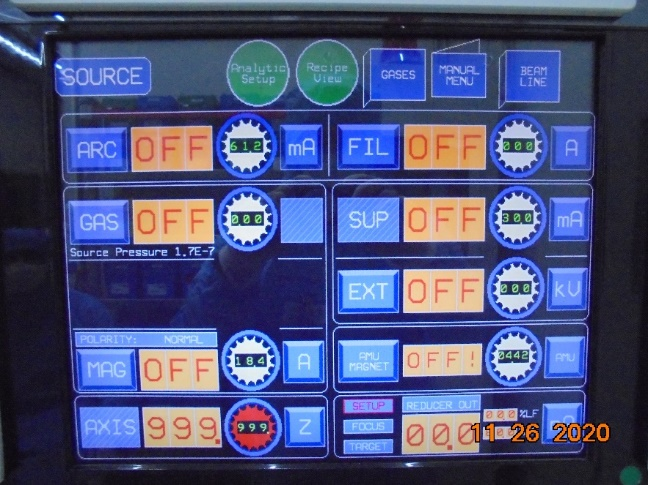 SOURCE
Analytic Setup
Recipe View
GASES
MANUAL MENU
BEAM LINE
ARC OFF 612 mA
FIL OFF 000 A
GAS OFF 000
Source Pressure 1.7E-7
SUP OFF 300 mA
EXT OFF 000 kV
POLARITY: NORMAL
MAG OFF 184 A
AMU MAGNET OFF! 0442 AMU
AXIS 999. 999 Z
SETUP
FOCUS
TARGET
REDUCER OUT
00.0
%LF
11 26 2020